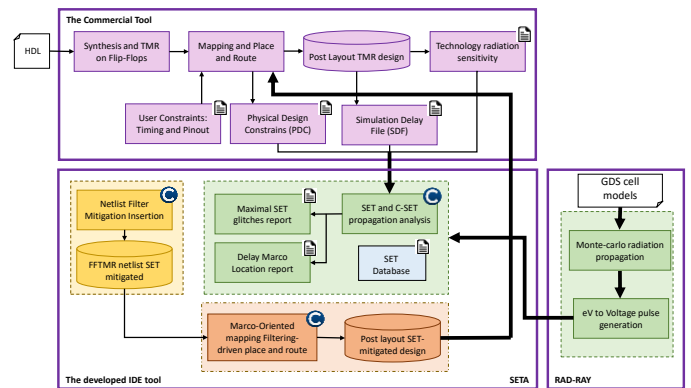 The Commercial Tool
HDL
Synthesis and TMR
on Flip-Flops
Mapping and Place
and Route
Post Layout TMR design
Technology radiation
sensitivity
User Constraints:
Timing and Pinout
Physical Design
Constrains (PDC)
Simulation Delay
File (SDF)
Netlist Filter
Mitigation Insertion
C
FFTMR netlist SET
mitigated
Maximal SET
glitches report
SET and C-SET
propagation analysis
C
Delay Marco
Location report
SET
Database
GDS cell
models
Monte-carlo radiation
propagation
eV to Voltage pulse
generation
Marco-Oriented
mapping Filtering-
driven place and route
C
Post layout SET-
mitigated design
The developed IDE tool
SETA
RAD-RAY